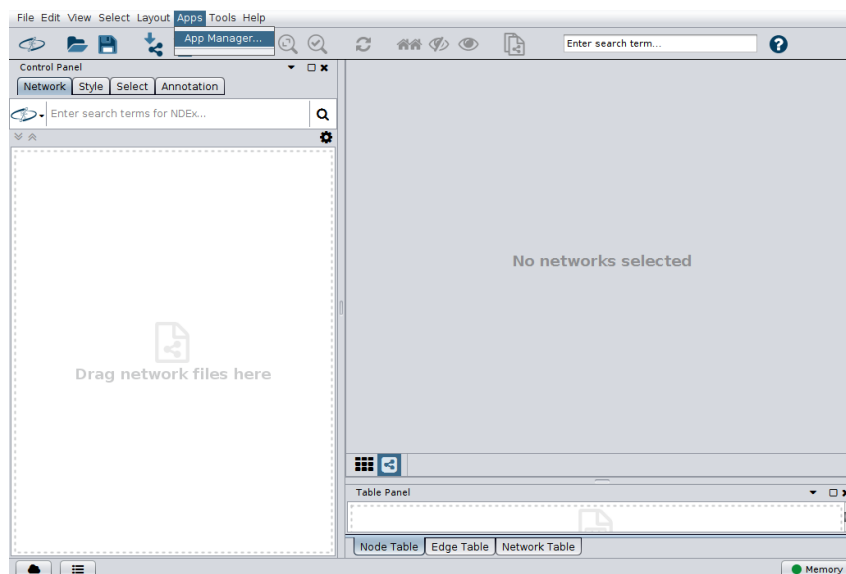 File Edit View Select Layout Apps Tools Help
App Manager...
Enter search term...
Control Panel
Network Style Select Annotation
Enter search terms for NDEx...
Drag network files here
No networks selected
Table Panel
Node Table Edge Table Network Table
Memory